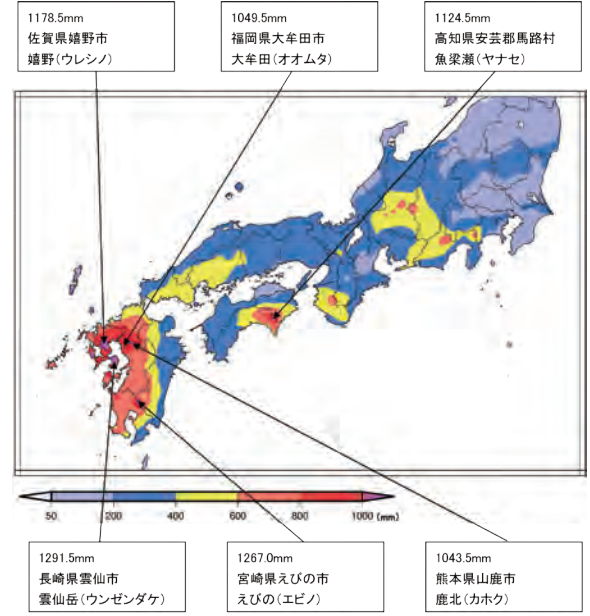 1178.5mm
佐賀県嬉野市
嬉野(ウレシノ)
1049.5mm
福岡県大牟田市
大牟田(オオムタ)
1124.5mm
高知県安芸郡馬路村
魚梁瀬(ヤナセ)
50 200 400 600 800 1000 (mm)
1291.5mm
長崎県雲仙市
雲仙岳(ウンゼンダケ)
1267.0mm
宮崎県えびの市
えびの(エビノ)
1043.5mm
熊本県山鹿市
鹿北(カホク)